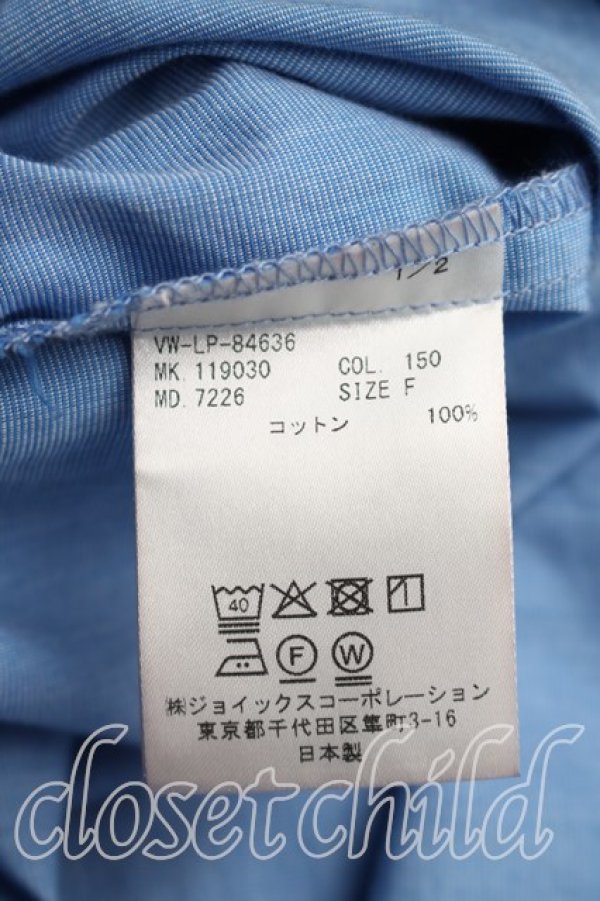 1/2
VW-LP-84636
MK. 119030 COL. 150
MD. 7226 SIZE F
コットン 100%
40
F W
㈱ジョイックスコーポレーション
東京都千代田区隼町3-16
日本製
closet child